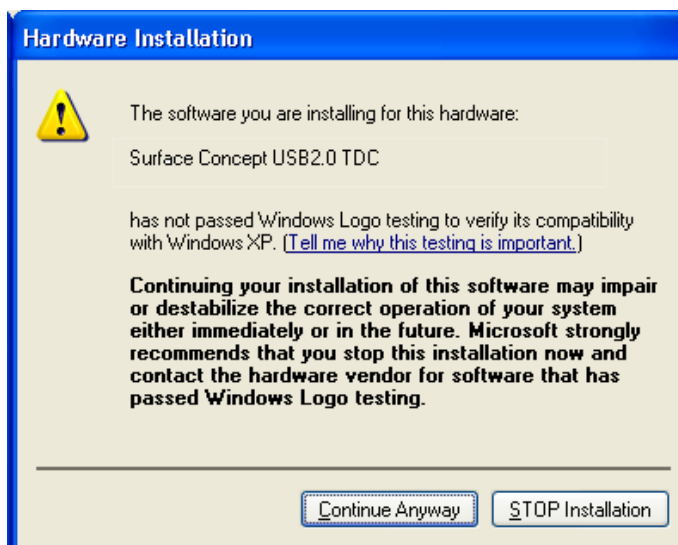 Hardware Installation
The software you are installing for this hardware:
Surface Concept USB2.0 TDC
has not passed Windows Logo testing to verify its compatibility
with Windows XP. (Tell me why this testing is important.)
Continuing your installation of this software may impair
or destabilize the correct operation of your system
either immediately or in the future. Microsoft strongly
recommends that you stop this installation now and
contact the hardware vendor for software that has
passed Windows Logo testing.
Continue Anyway
STOP Installation